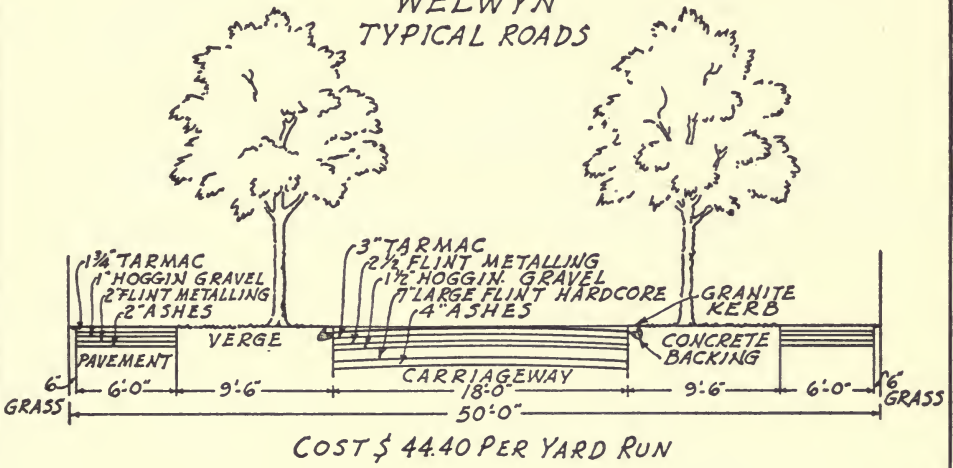 WELWYN
TYPICAL ROADS
1¾" TARMAC
1" HOGGIN GRAVEL
2" FLINT METALLING
2" ASHES
3" TARMAC
2½" FLINT METALLING
1½" HOGGIN GRAVEL
7" LARGE FLINT HARDCORE
4" ASHES
GRANITE
KERB
PAVEMENT
VERGE
CARRIAGEWAY
CONCRETE
BACKING
6" 6'-0" 9'-6" 18'-0" 9'-6" 6'-0" 6"
GRASS
GRASS
50'-0"
COST $ 44.40 PER YARD RUN